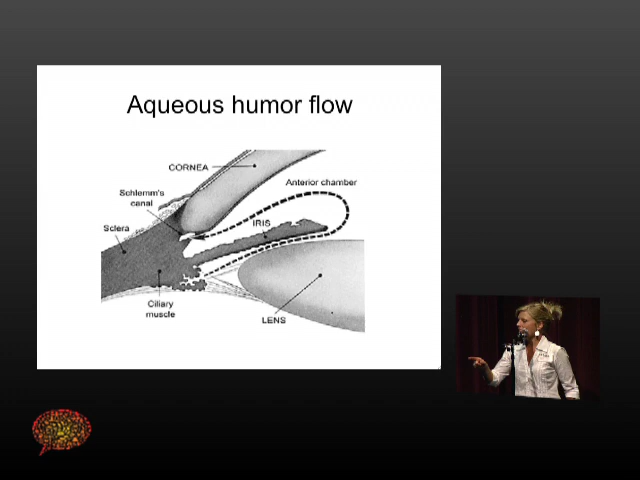 Aqueous humor flow
CORNEA
Anterior chamber
Schlemm's
canal
IRIS
Sclera
Ciliary
muscle
LENS